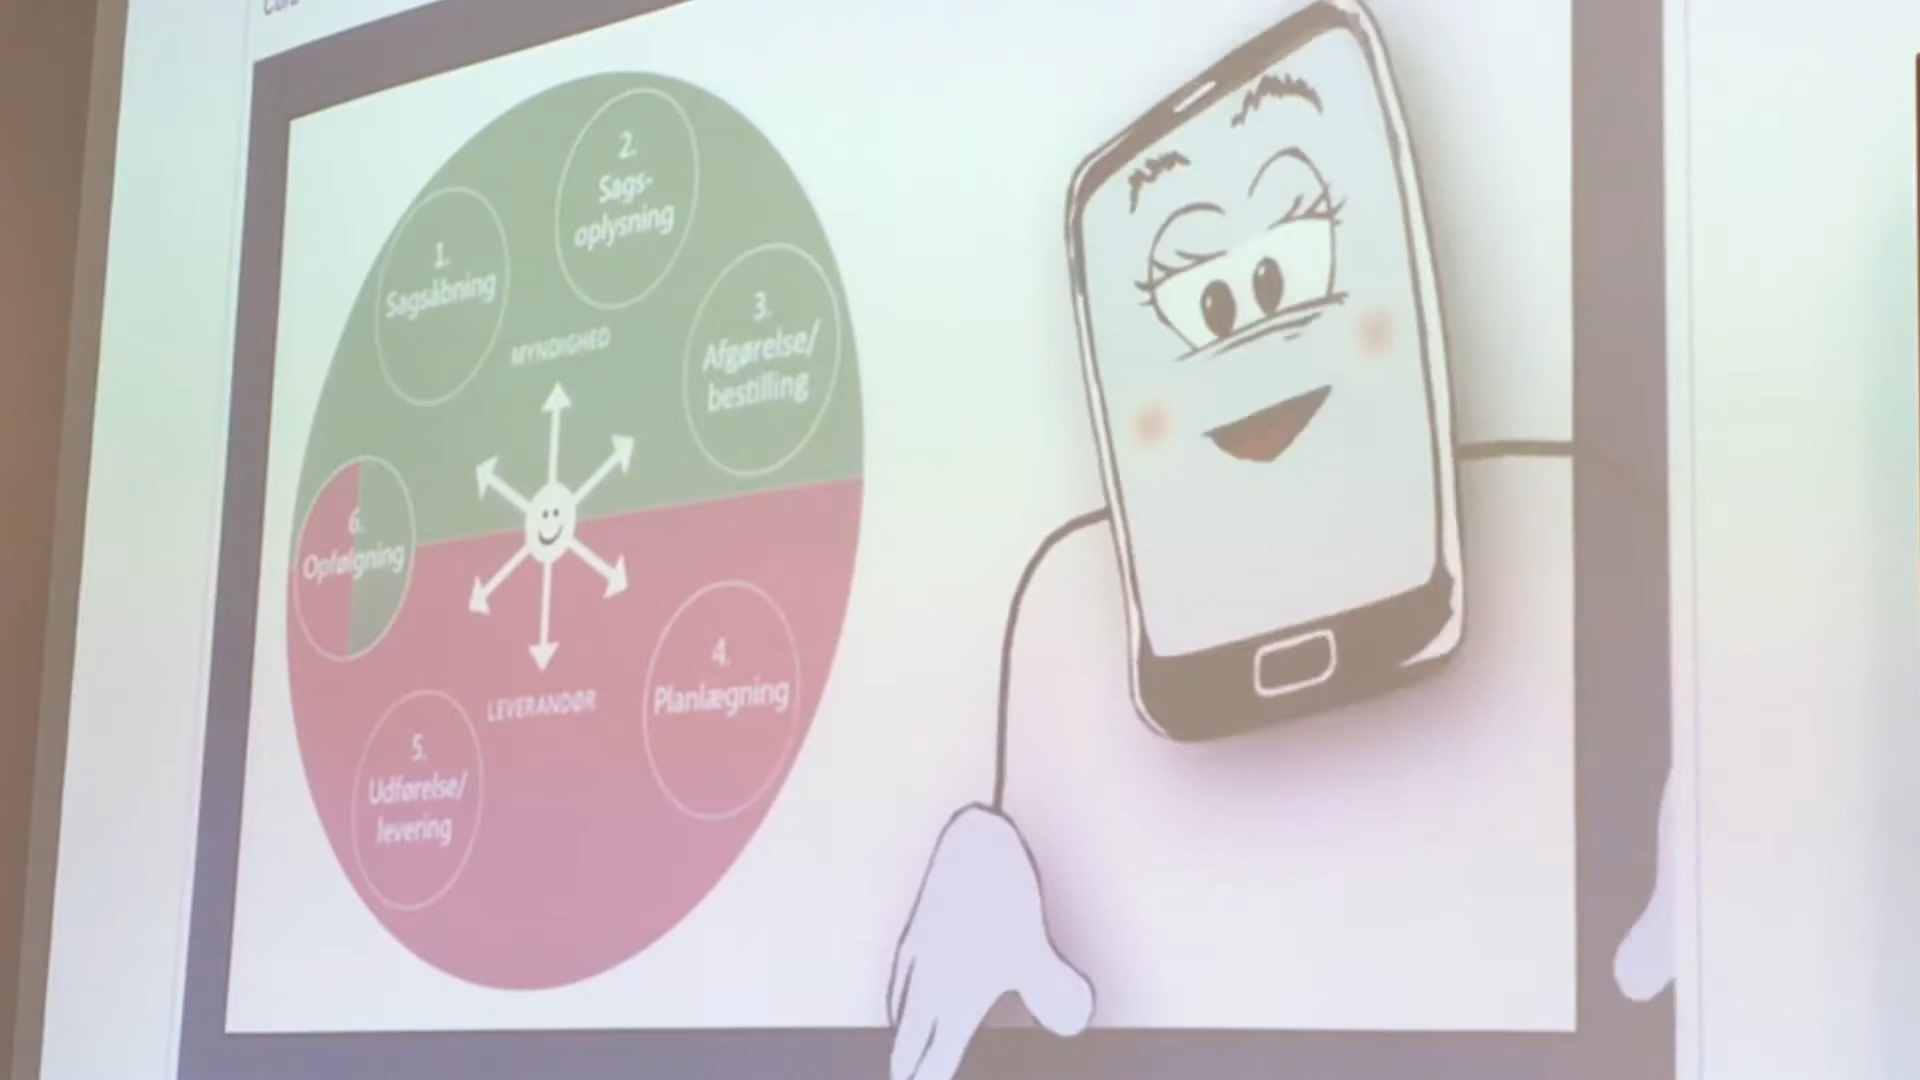 1.
Sagsåbning
2.
Sags-
oplysning
3.
Afgørelse/
bestilling
MYNDIGHED
6.
Opfølgning
LEVERANDØR
4.
Planlægning
5.
Udførelse/
levering